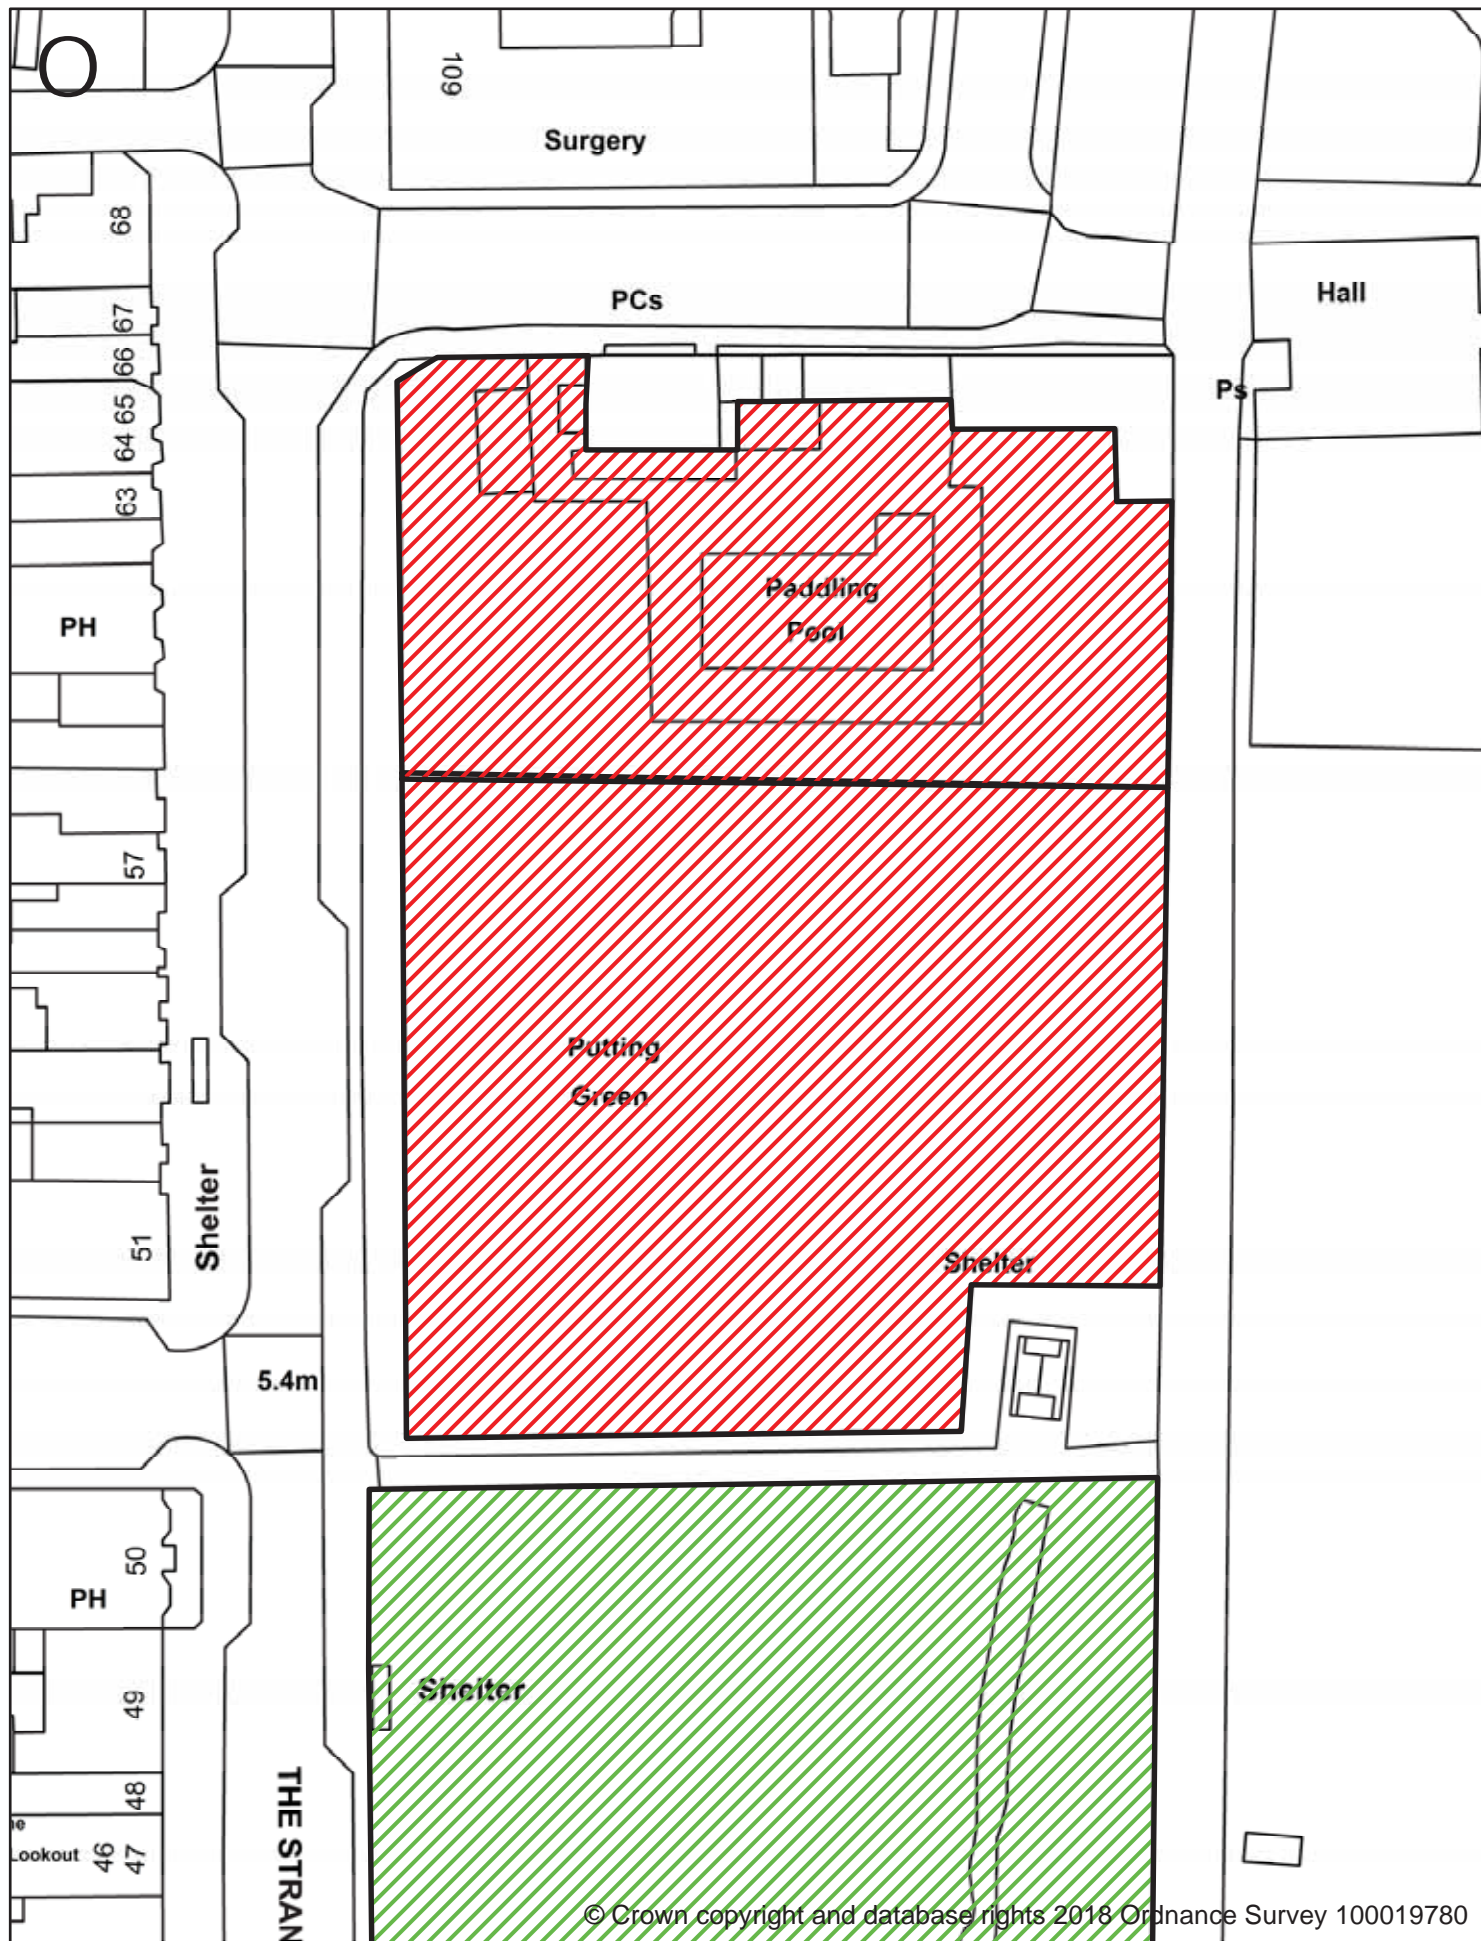 O
109
Surgery
68
PCs
Hall
67
66
Ps
65
64
63
Paddling
Pool
PH
57
Putting
Green
Shelter
51
Shelter
5.4m
50
PH
Shelter
49
48
THE STRAN
ie
Lookout 46 47
© Crown copyright and database rights 2018 Ordnance Survey 100019780